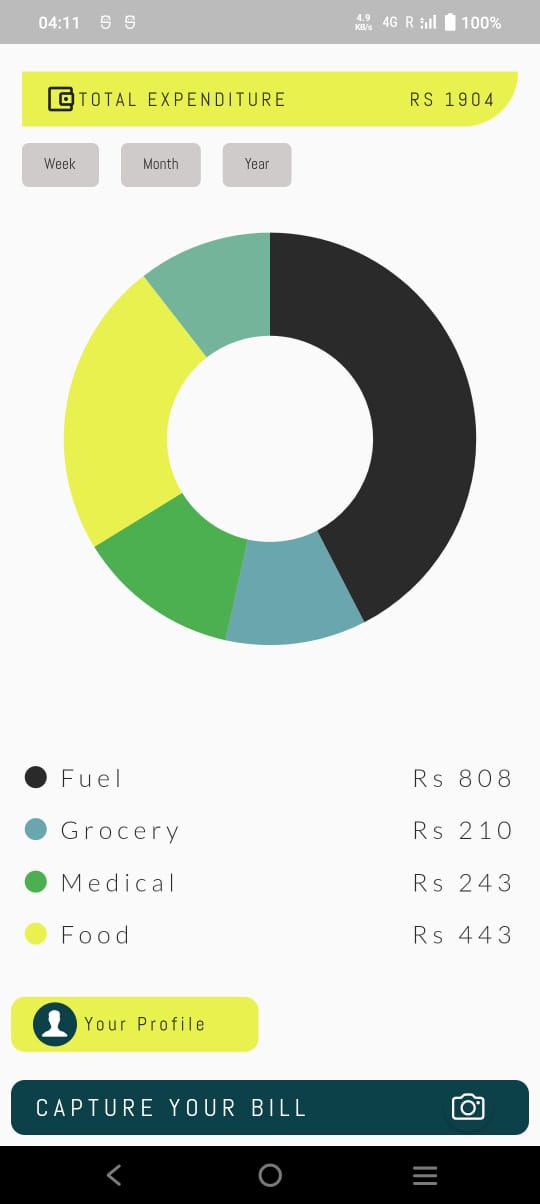 04:11 4.9 KB/s 4G R 100%
TOTAL EXPENDITURE RS 1904
Week Month Year
Fuel Rs 808
Grocery Rs 210
Medical Rs 243
Food Rs 443
Your Profile
CAPTURE YOUR BILL